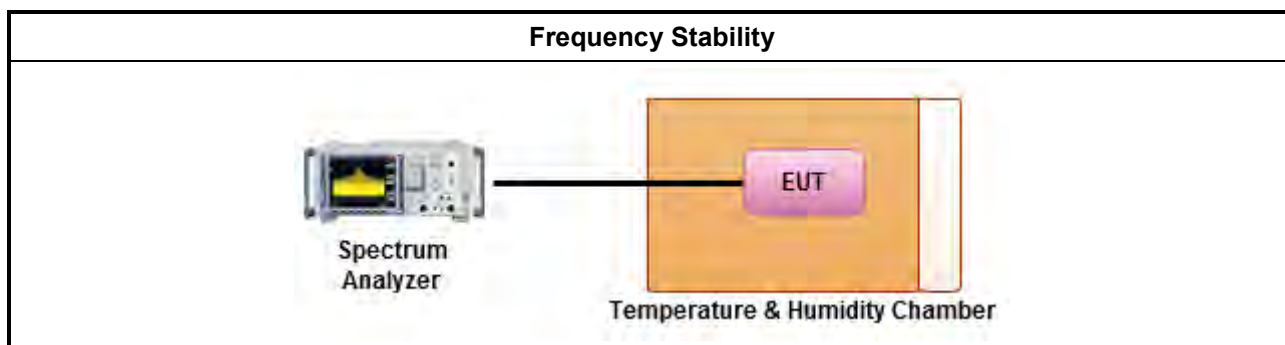 Frequency Stability
EUT
Spectrum
Analyzer
Temperature & Humidity Chamber